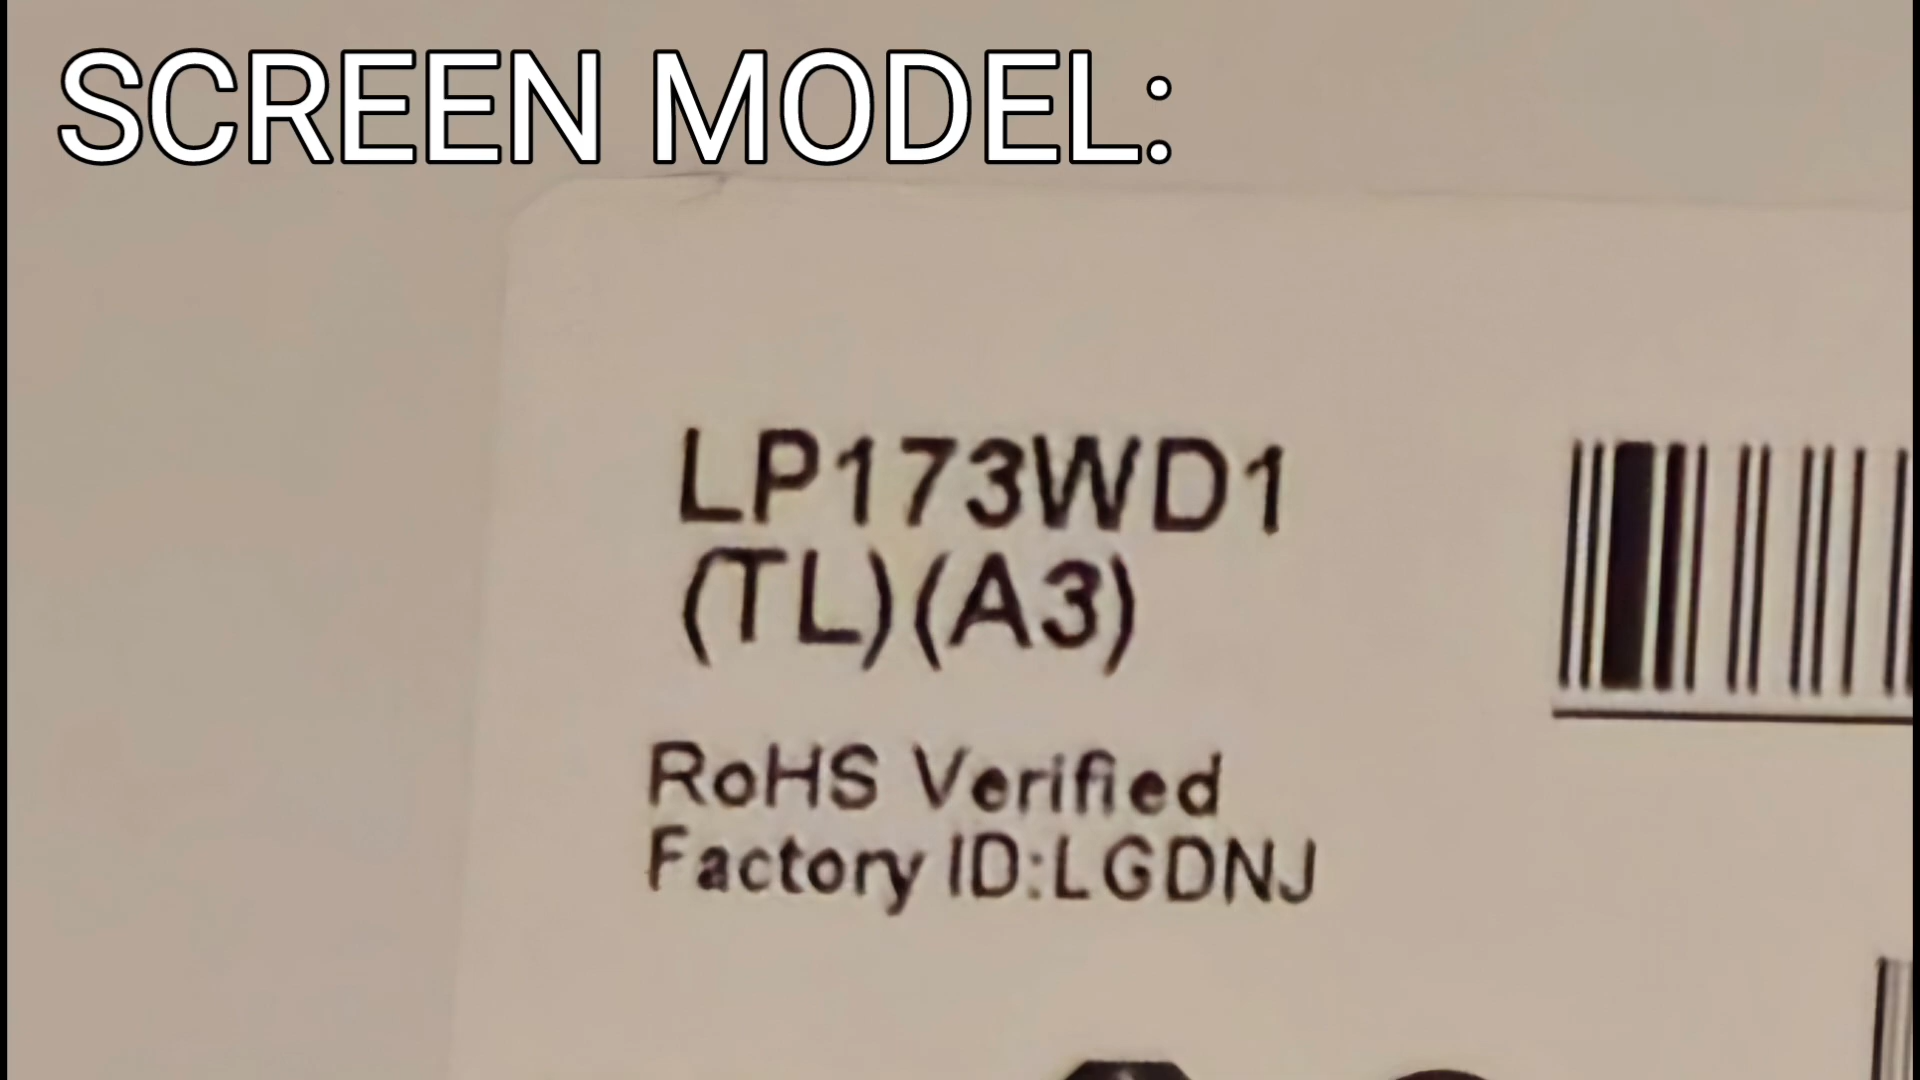 SCREEN MODEL:
LP173WD1
(TL)(A3)
RoHS Verified
Factory ID:LGDNJ